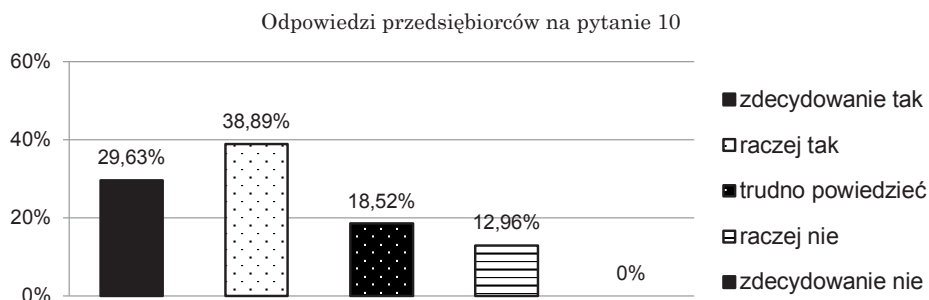 Odpowiedzi przedsiębiorców na pytanie 10
60%
40%
20%
0%
29,63%
38,89%
18,52%
12,96%
0%
zdecydowanie tak
raczej tak
trudno powiedzieć
raczej nie
zdecydowanie nie